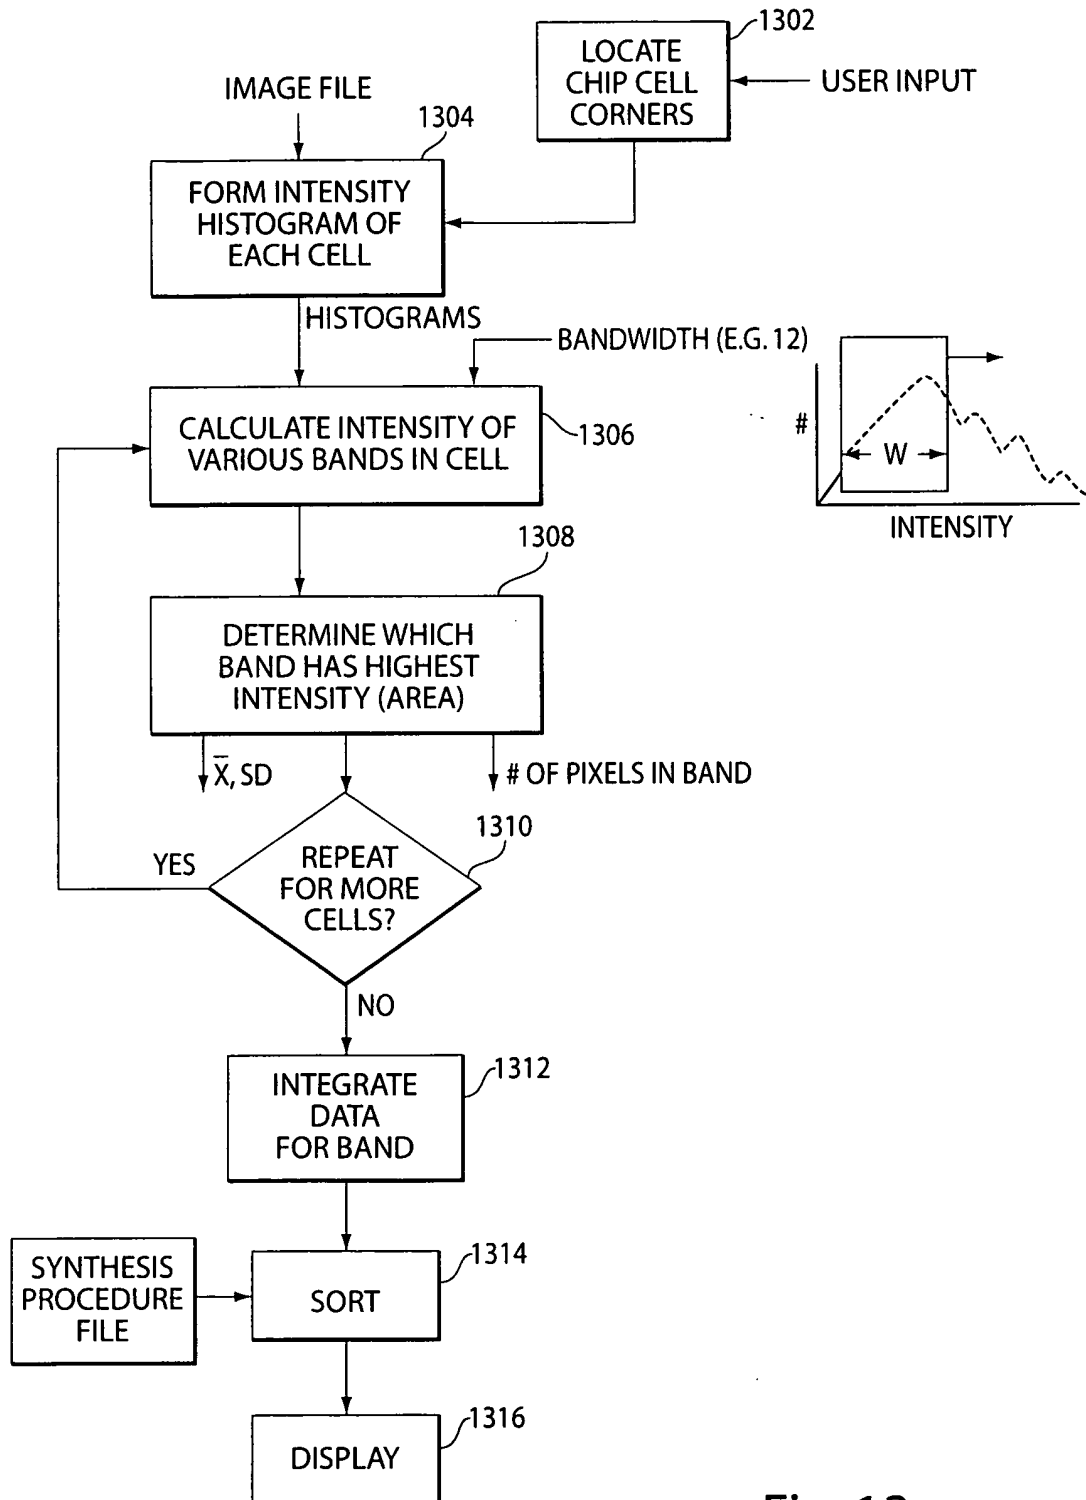 1302
LOCATE
CHIP CELL
CORNERS
USER INPUT
IMAGE FILE
1304
FORM INTENSITY
HISTOGRAM OF
EACH CELL
HISTOGRAMS
BANDWIDTH (E.G. 12)
CALCULATE INTENSITY OF
VARIOUS BANDS IN CELL
1306
#
W
INTENSITY
1308
DETERMINE WHICH
BAND HAS HIGHEST
INTENSITY (AREA)
X̅, SD
# OF PIXELS IN BAND
1310
YES
REPEAT
FOR MORE
CELLS?
NO
1312
INTEGRATE
DATA
FOR BAND
1314
SYNTHESIS
PROCEDURE
FILE
SORT
1316
DISPLAY